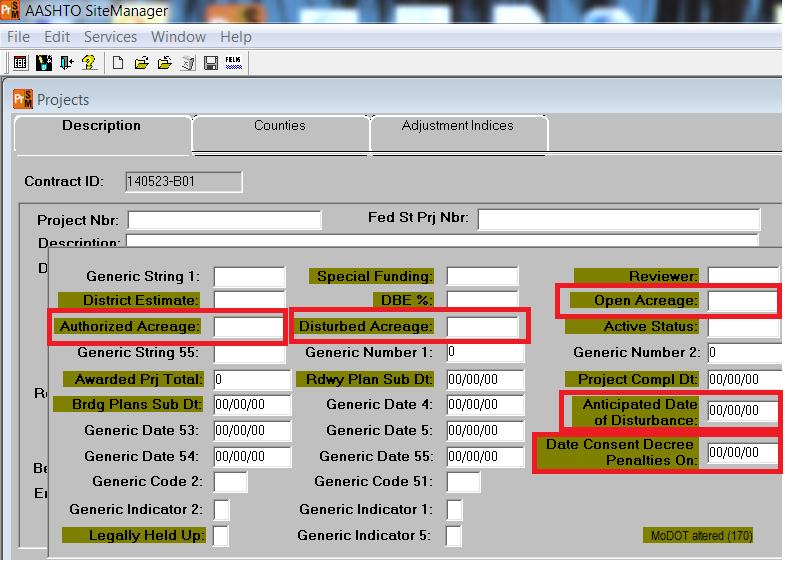 AASHTO SiteManager
File Edit Services Window Help
FELIS
Projects
Description Counties Adjustment Indices
Contract ID: 140523-B01
Project Nbr: Fed St Prj Nbr:
Description:
D
Generic String 1: Special Funding: Reviewer:
District Estimate: DBE %: Open Acreage:
Authorized Acreage: Disturbed Acreage: Active Status:
Generic String 55: Generic Number 1: 0 Generic Number 2: 0
Awarded Prj Total: 0 Rdwy Plan Sub Dt: 00/00/00 Project Compl Dt: 00/00/00
R
Brdg Plans Sub Dt: 00/00/00 Generic Date 4: 00/00/00 Anticipated Date
of Disturbance: 00/00/00
Generic Date 53: 00/00/00 Generic Date 5: 00/00/00
Generic Date 54: 00/00/00 Generic Date 55: 00/00/00 Date Consent Decree
Penalties On: 00/00/00
Be
Generic Code 2: Generic Code 51:
Generic Indicator 2: Generic Indicator 1:
Legally Held Up: Generic Indicator 5: MoDOT altered (170)